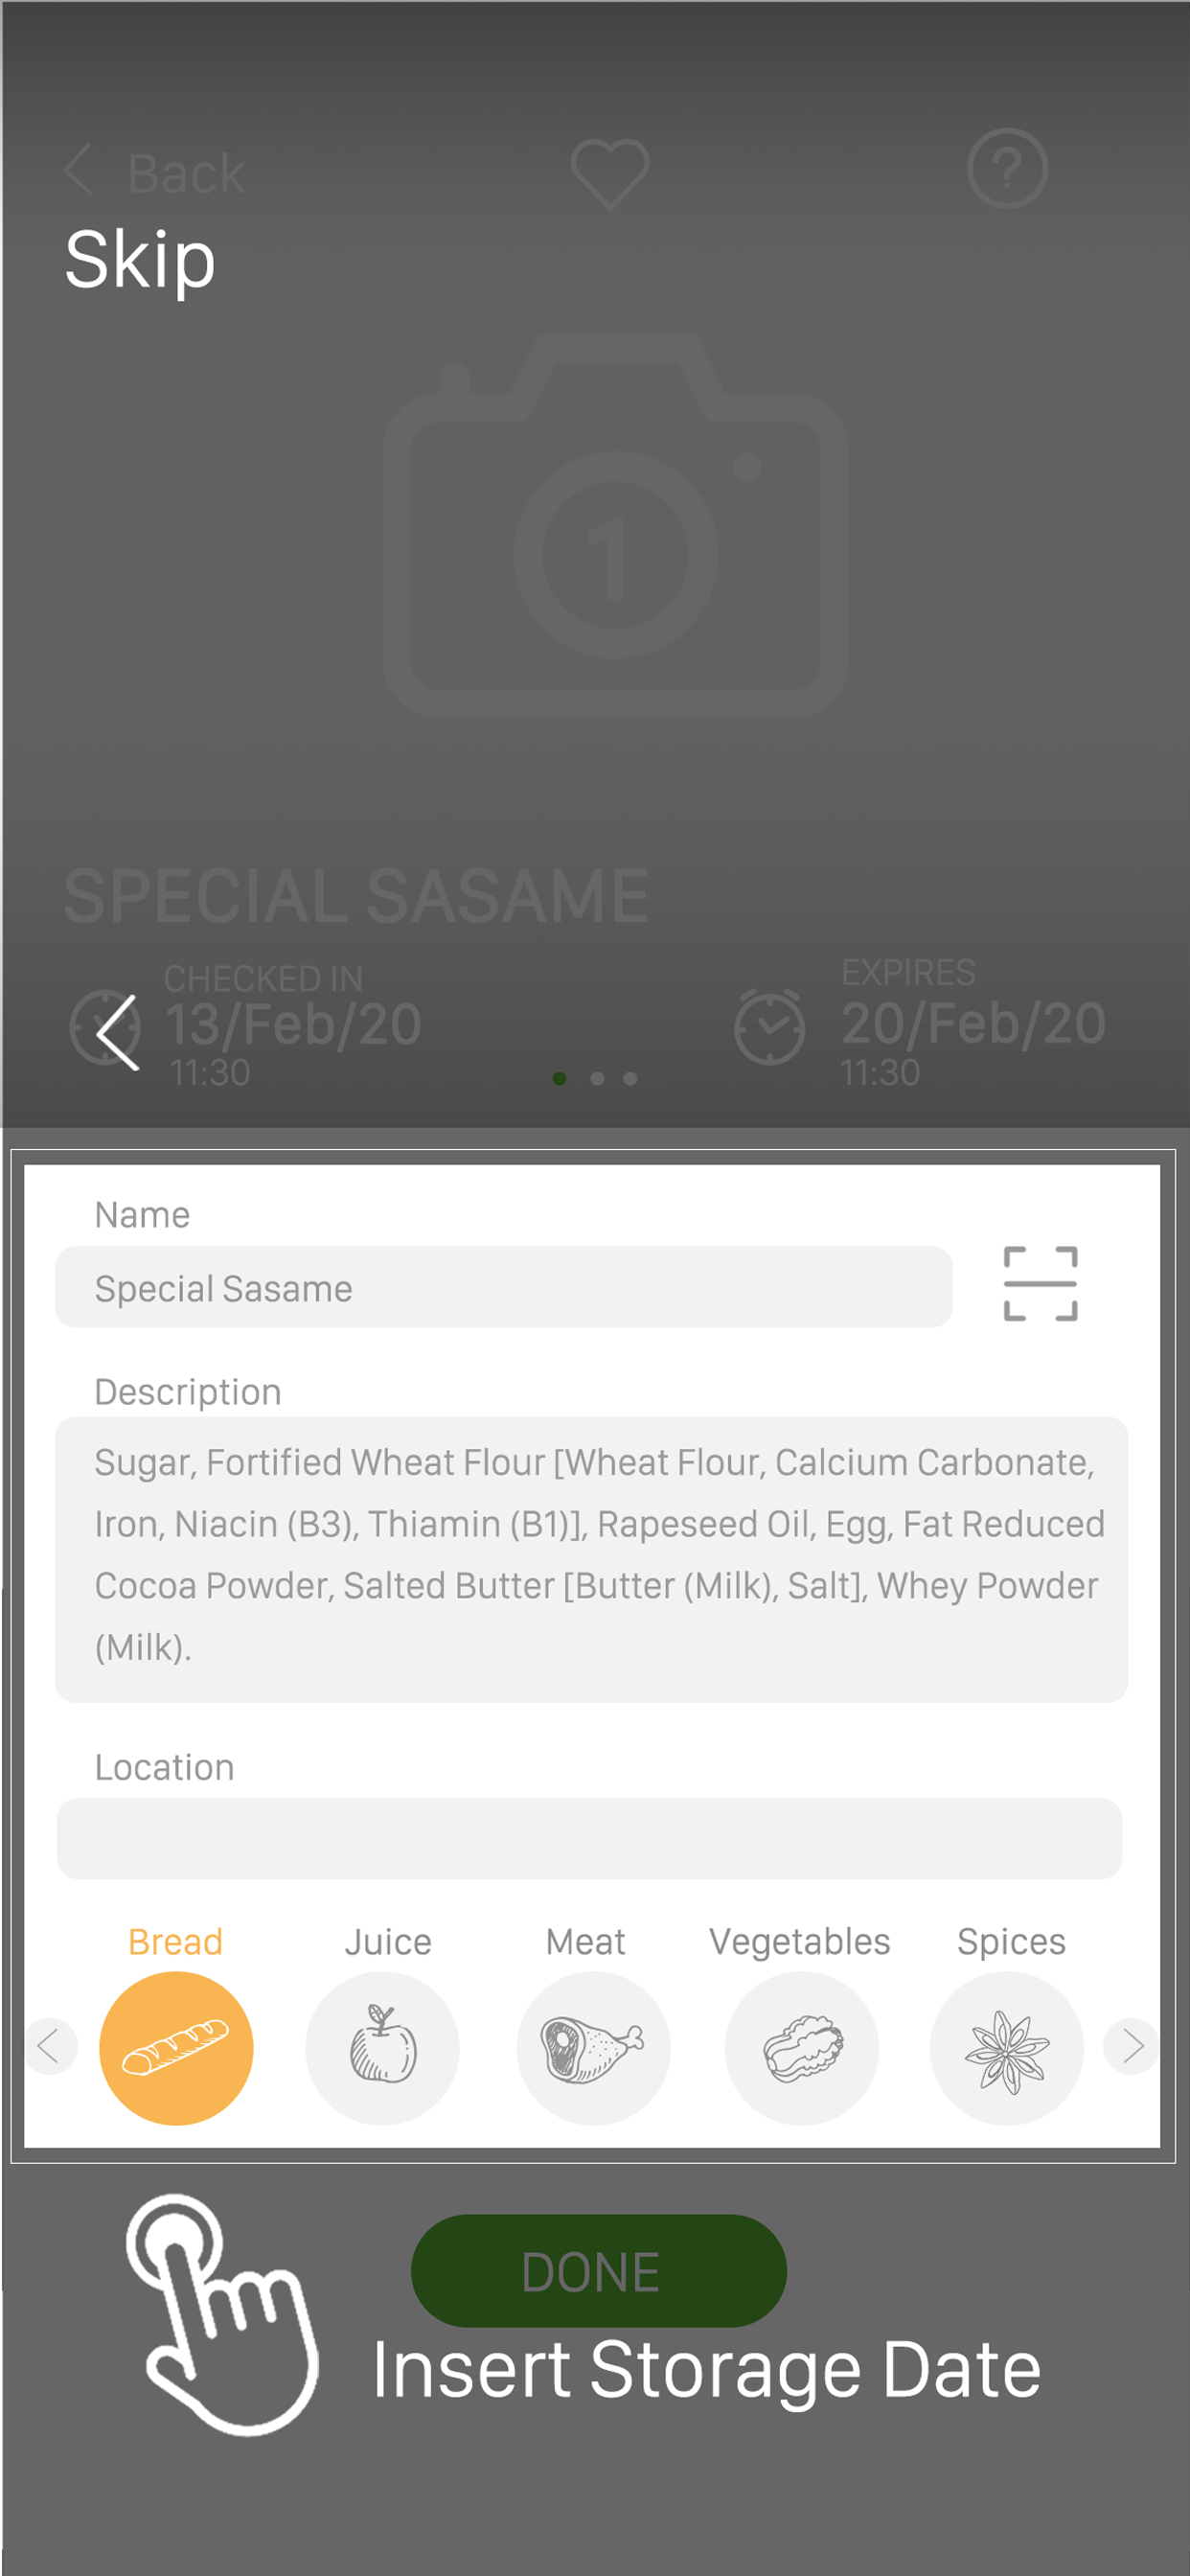 Back
?
Skip
1
SPECIAL SASAME
CHECKED IN
13/Feb/20
11:30
EXPIRES
20/Feb/20
11:30
Name
Special Sasame
Description
Sugar, Fortified Wheat Flour [Wheat Flour, Calcium Carbonate,
Iron, Niacin (B3), Thiamin (B1)], Rapeseed Oil, Egg, Fat Reduced
Cocoa Powder, Salted Butter [Butter (Milk), Salt], Whey Powder
(Milk).
Location
Bread Juice Meat Vegetables Spices
DONE
Insert Storage Date